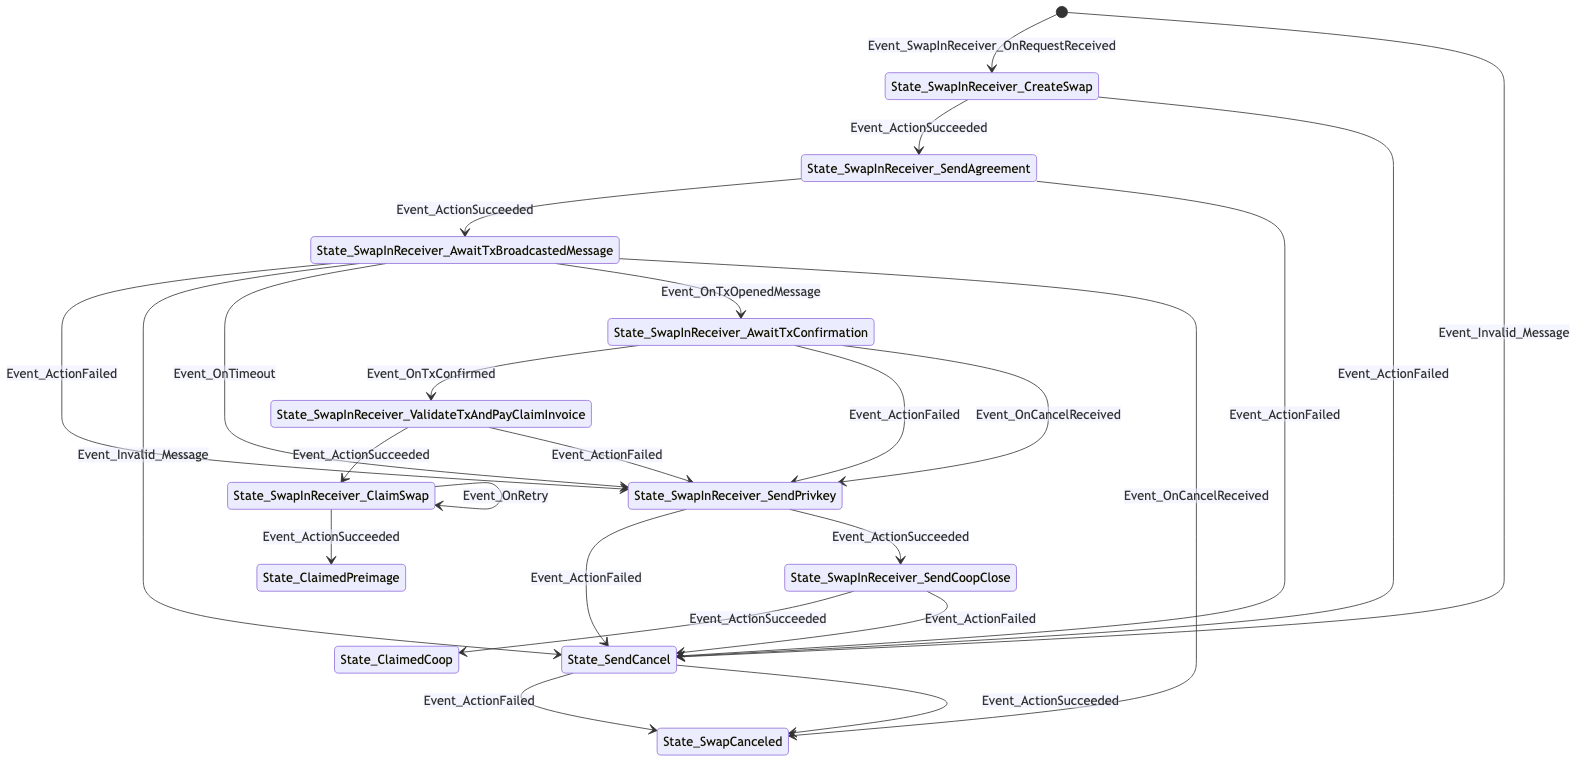 Event_SwapInReceiver_OnRequestReceived
State_SwapInReceiver_CreateSwap
Event_ActionSucceeded
State_SwapInReceiver_SendAgreement
Event_ActionSucceeded
State_SwapInReceiver_AwaitTxBroadcastedMessage
Event_OnTxOpenedMessage
State_SwapInReceiver_AwaitTxConfirmation
Event_Invalid_Message
Event_ActionFailed
Event_OnTimeout
Event_OnTxConfirmed
Event_ActionFailed
State_SwapInReceiver_ValidateTxAndPayClaimInvoice
Event_ActionFailed
Event_OnCancelReceived
Event_ActionFailed
Event_Invalid_Message
Event_ActionSucceeded
Event_ActionFailed
State_SwapInReceiver_ClaimSwap
Event_OnRetry
State_SwapInReceiver_SendPrivkey
Event_OnCancelReceived
Event_ActionSucceeded
Event_ActionSucceeded
State_ClaimedPreimage
Event_ActionFailed
State_SwapInReceiver_SendCoopClose
Event_ActionSucceeded
Event_ActionFailed
State_ClaimedCoop
State_SendCancel
Event_ActionFailed
Event_ActionSucceeded
State_SwapCanceled